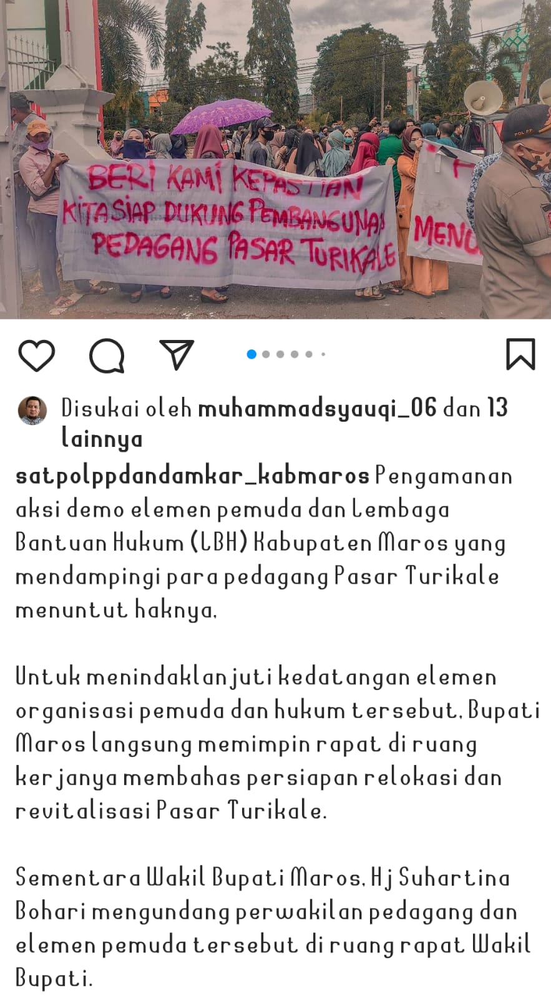 POL PP
BERI KAMI KEPASTIAN
KITA SIAP DUKUNG PEMBANGUNAN
PEDAGANG PASAR TURIKALE
Disukai oleh muhammadsyauqi_06 dan 13
lainnya
satpolppdandamkar_kabmaros Pengamanan
aksi demo elemen pemuda dan Lembaga
Bantuan Hukum (LBH) Kabupaten Maros yang
mendampingi para pedagang Pasar Turikale
menuntut haknya,
Untuk menindaklanjuti kedatangan elemen
organisasi pemuda dan hukum tersebut, Bupati
Maros langsung memimpin rapat di ruang
kerjanya membahas persiapan relokasi dan
revitalisasi Pasar Turikale.
Sementara Wakil Bupati Maros, Hj Suhartina
Bohari mengundang perwakilan pedagang dan
elemen pemuda tersebut di ruang rapat Wakil
Bupati.